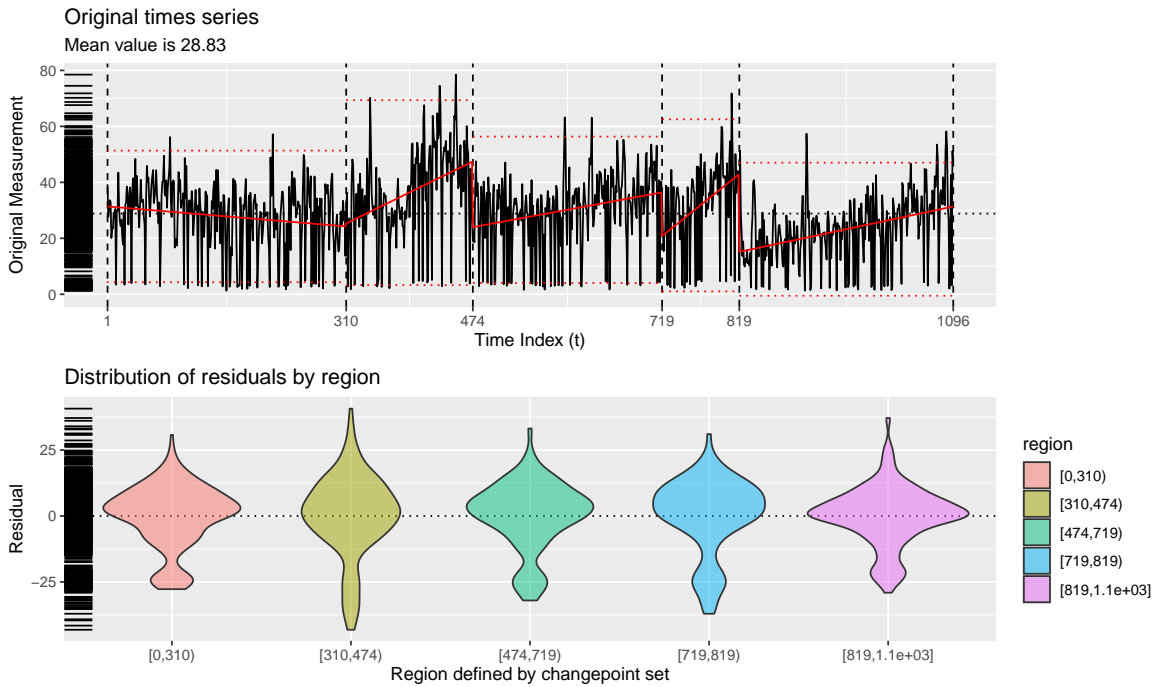 Original times series
Mean value is 28.83
Original Measurement
80
60
40
20
0
1 310 474 719 819 1096
Time Index (t)
Distribution of residuals by region
Residual
25
0
−25
[0,310) [310,474) [474,719) [719,819) [819,1.1e+03]
Region defined by changepoint set
region
[0,310)
[310,474)
[474,719)
[719,819)
[819,1.1e+03]